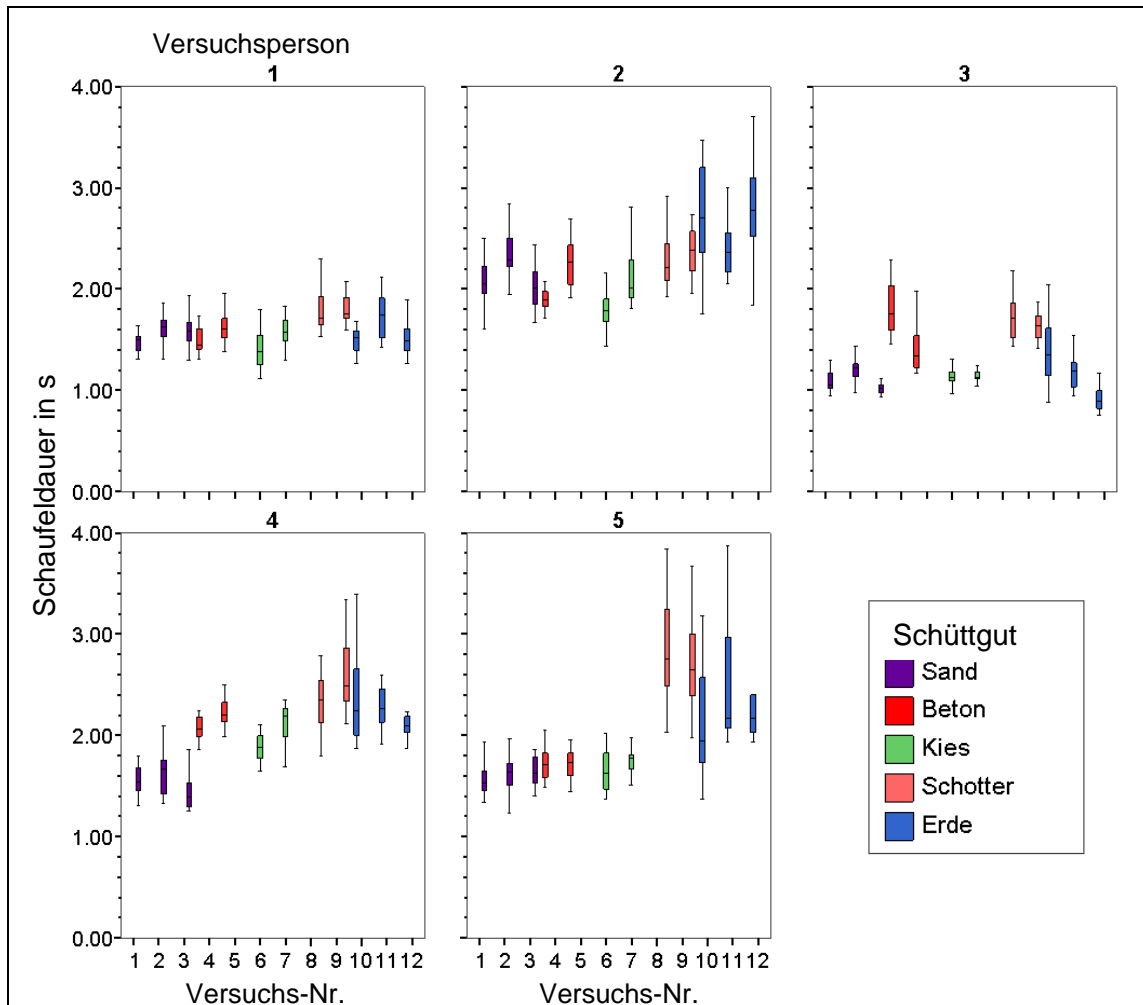 Versuchsperson
1
2
3
4.00
3.00
2.00
1.00
0.00
4
5
4.00
3.00
2.00
1.00
0.00
Schaufeldauer in s
1 2 3 4 5 6 7 8 9 10 11 12
1 2 3 4 5 6 7 8 9 10 11 12
Versuchs-Nr.
Versuchs-Nr.
Schüttgut
Sand
Beton
Kies
Schotter
Erde